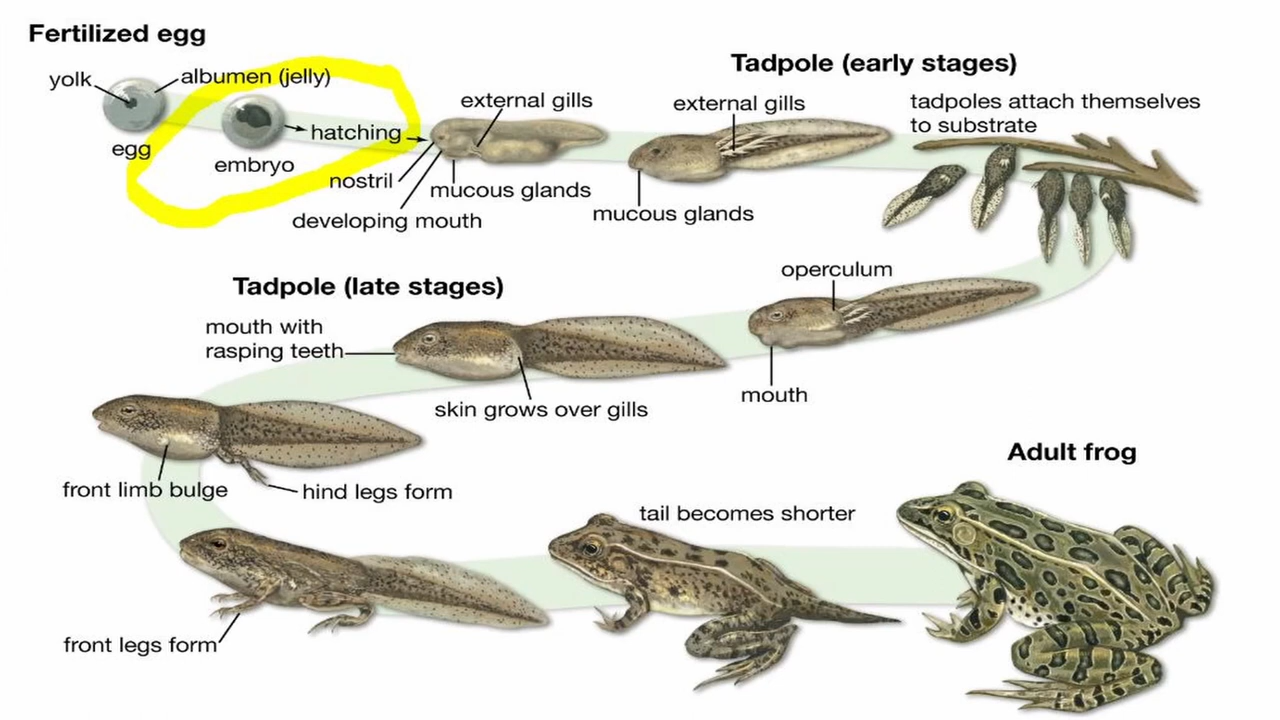 Fertilized egg
yolk
albumen (jelly)
egg
embryo
hatching
nostril
developing mouth
mucous glands
external gills
Tadpole (early stages)
external gills
mucous glands
tadpoles attach themselves
to substrate
operculum
mouth
Tadpole (late stages)
mouth with
rasping teeth
skin grows over gills
front limb bulge
hind legs form
front legs form
tail becomes shorter
Adult frog